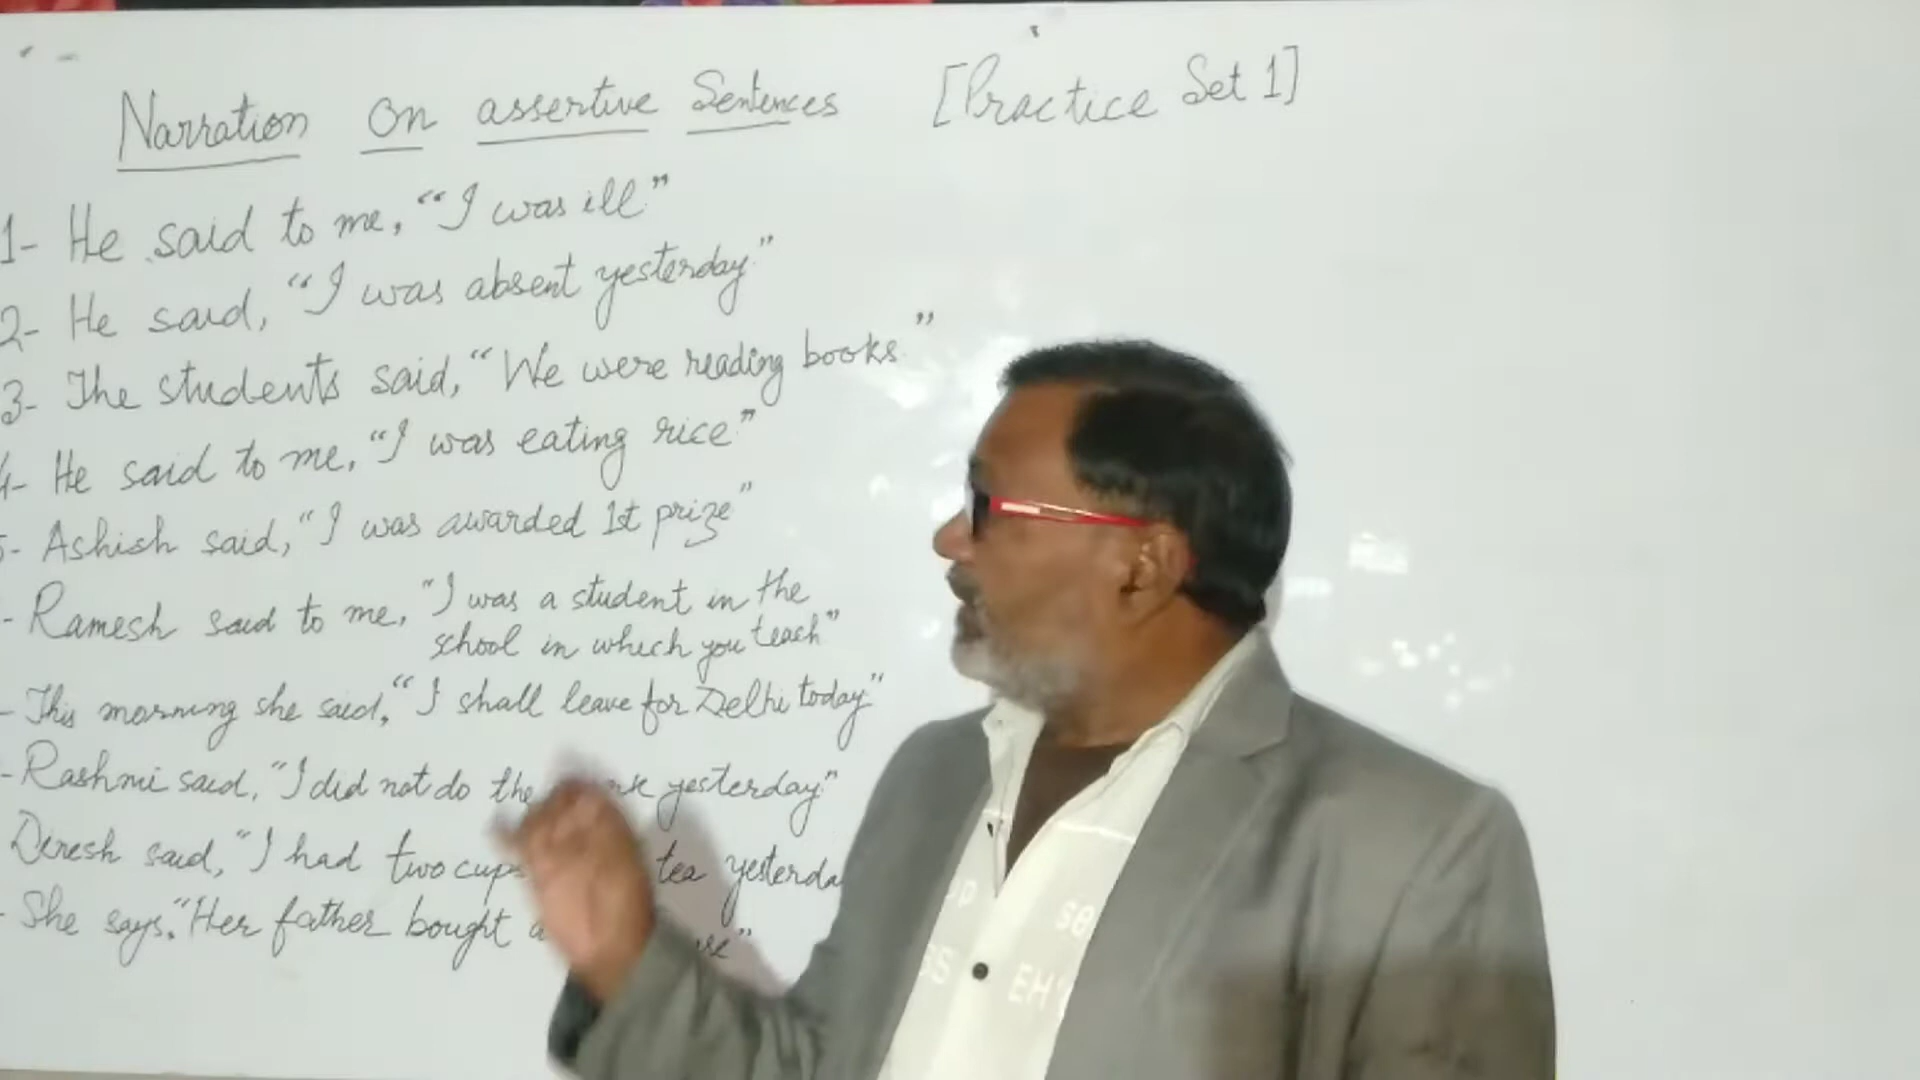 Narration on assertive Sentences [Practice Set 1]
1- He said to me, "I was ill"
2- He said, "I was absent yesterday."
3- The students said, "We were reading books."
4- He said to me, "I was eating rice"
5- Ashish said, "I was awarded 1st prize"
- Ramesh said to me, "I was a student in the
school in which you teach"
- This morning she said, "I shall leave for Delhi today"
- Rashmi said, "I did not do the yesterday"
Diresh said, "I had two cups tea
- She says, "Her father bought a